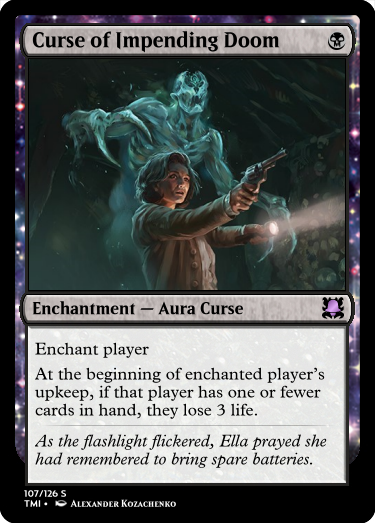 Curse of Impending Doom
Enchantment — Aura Curse
Enchant player
At the beginning of enchanted player's
upkeep, if that player has one or fewer
cards in hand, they lose 3 life.
As the flashlight flickered, Ella prayed she
had remembered to bring spare batteries.
107/126 S
TMI • Alexander Kozachenko